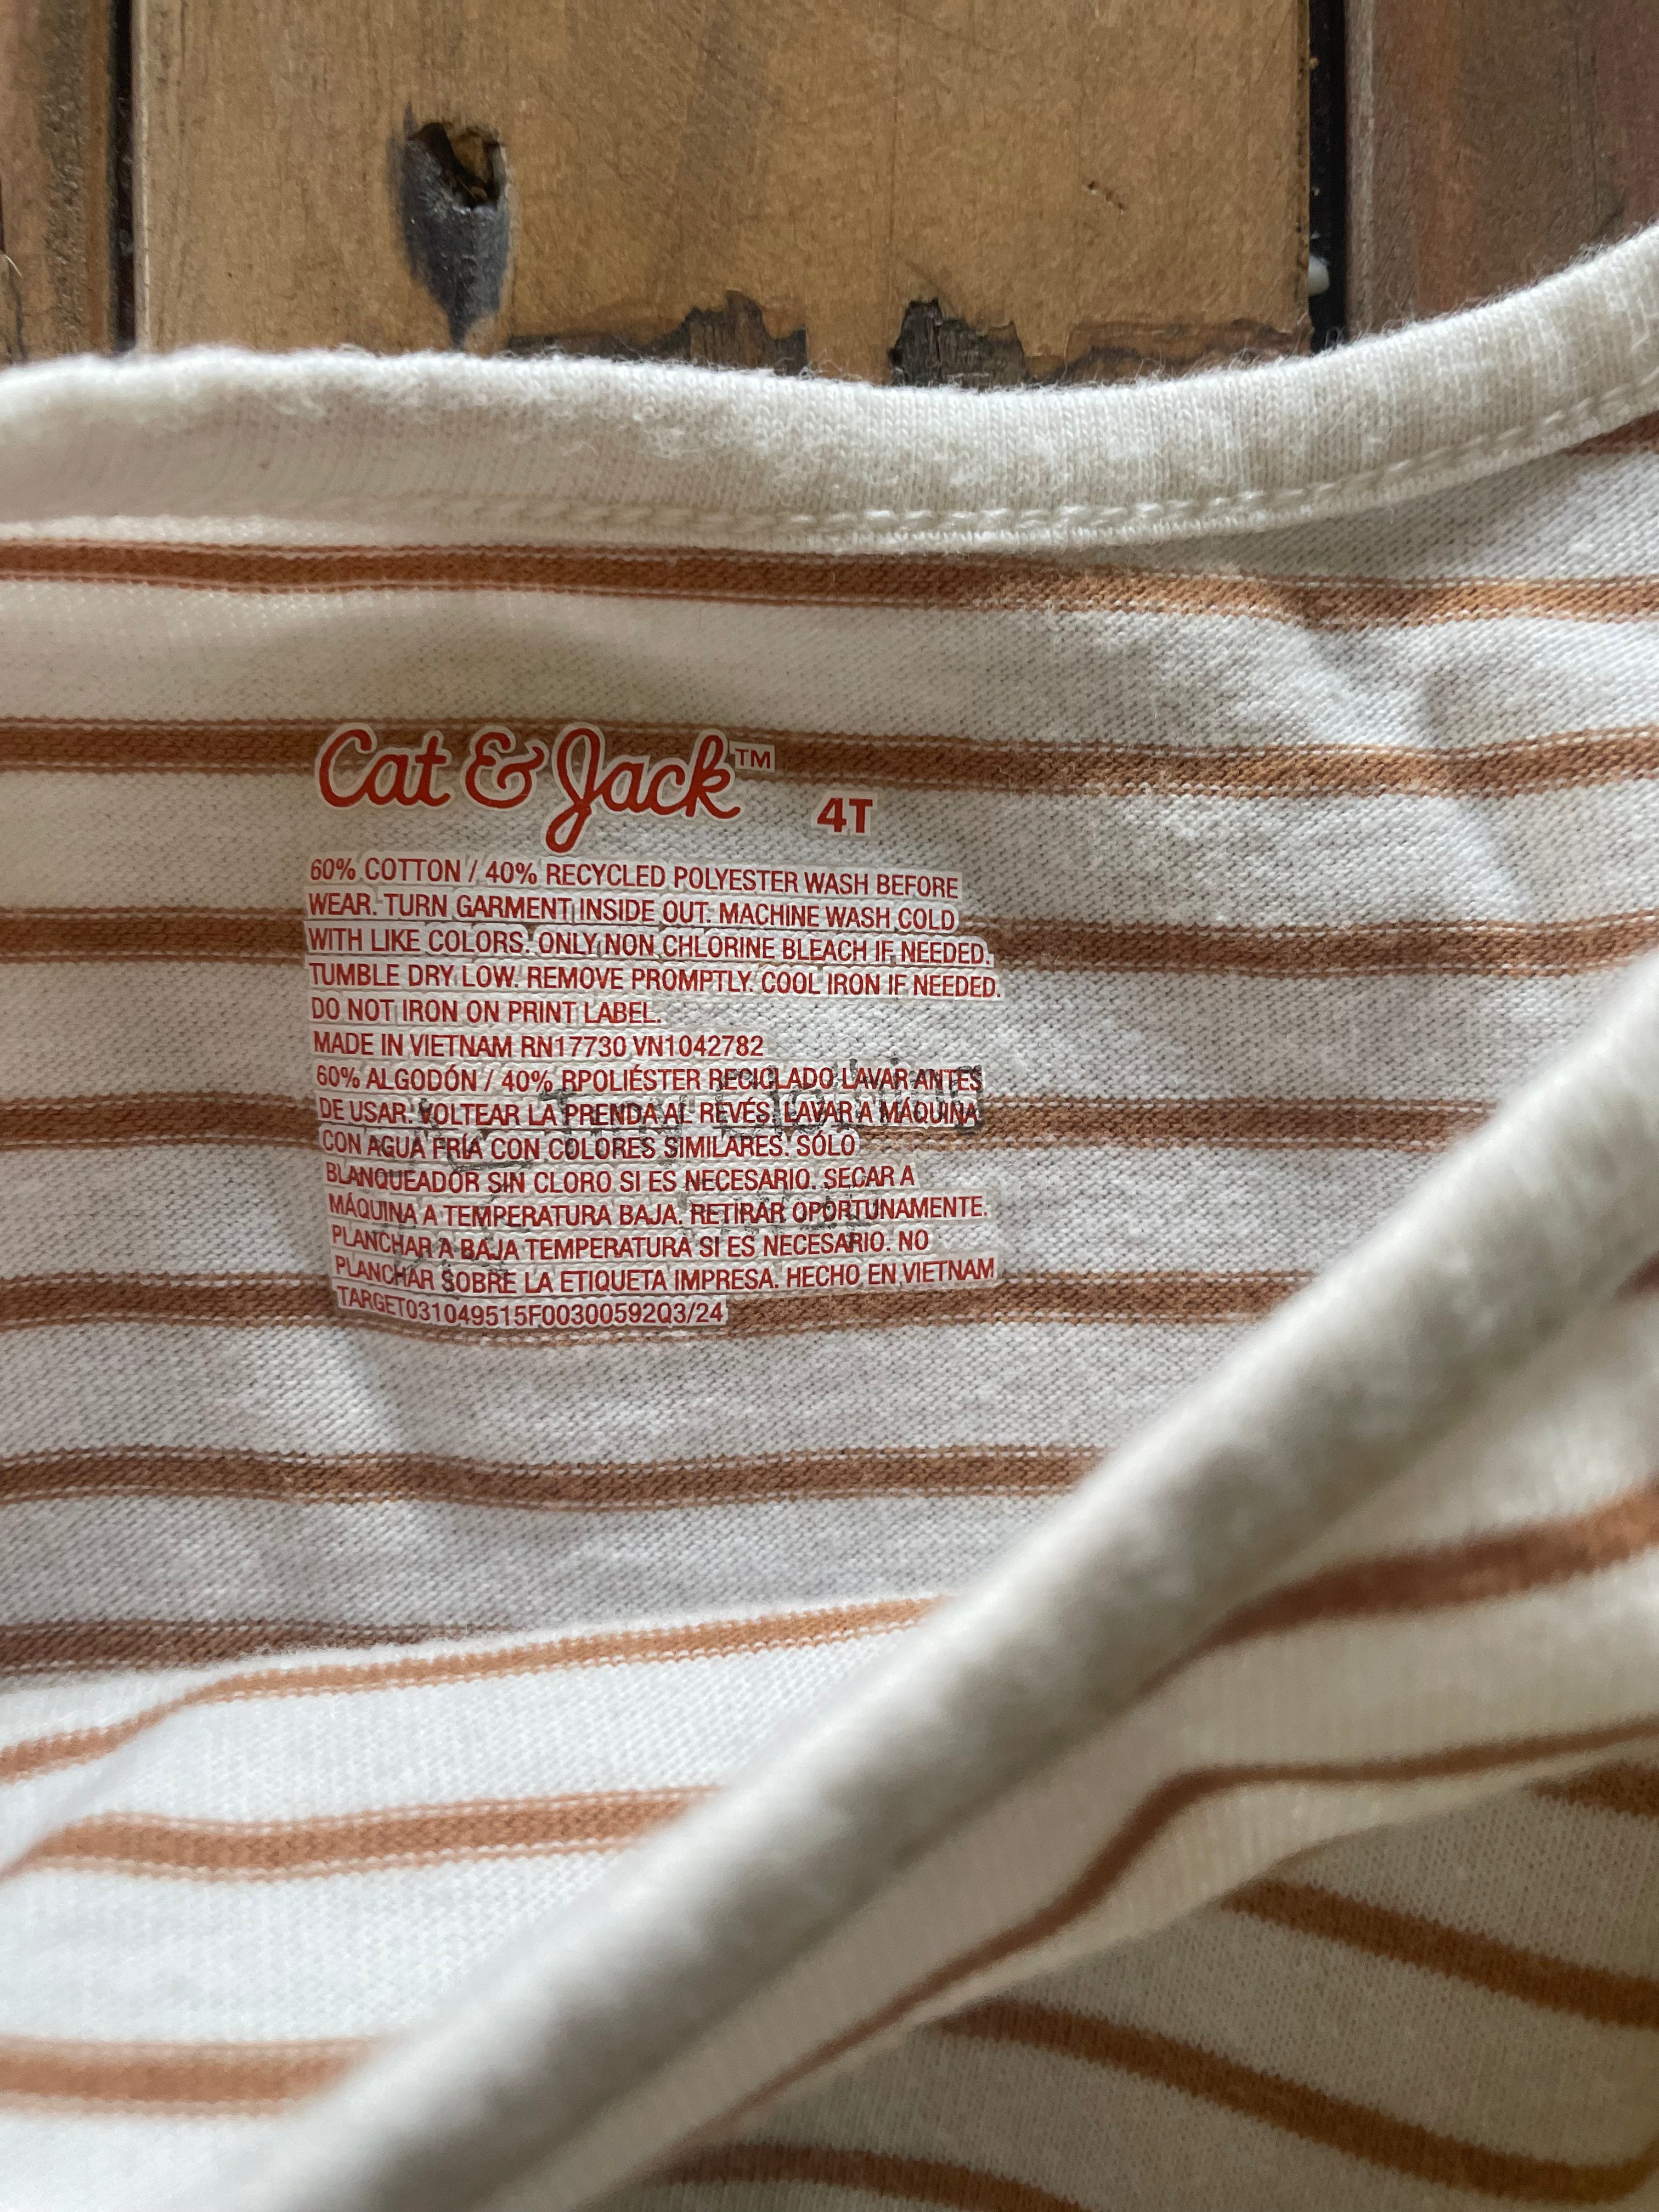 Cat & Jack™ 4T
60% COTTON / 40% RECYCLED POLYESTER WASH BEFORE
WEAR. TURN GARMENT INSIDE OUT. MACHINE WASH COLD
WITH LIKE COLORS. ONLY NON CHLORINE BLEACH IF NEEDED.
TUMBLE DRY LOW. REMOVE PROMPTLY. COOL IRON IF NEEDED.
DO NOT IRON ON PRINT LABEL.
MADE IN VIETNAM RN17730 VN1042782
60% ALGODÓN / 40% RPOLIÉSTER RECICLADO LAVAR ANTES
DE USAR. VOLTEAR LA PRENDA AL REVÉS. LAVAR A MÁQUINA
CON AGUA FRÍA CON COLORES SIMILARES. SÓLO
BLANQUEADOR SIN CLORO SI ES NECESARIO. SECAR A
MÁQUINA A TEMPERATURA BAJA. RETIRAR OPORTUNAMENTE.
PLANCHAR A BAJA TEMPERATURA SI ES NECESARIO. NO
PLANCHAR SOBRE LA ETIQUETA IMPRESA. HECHO EN VIETNAM
TARGET031049515F00300592Q3/24